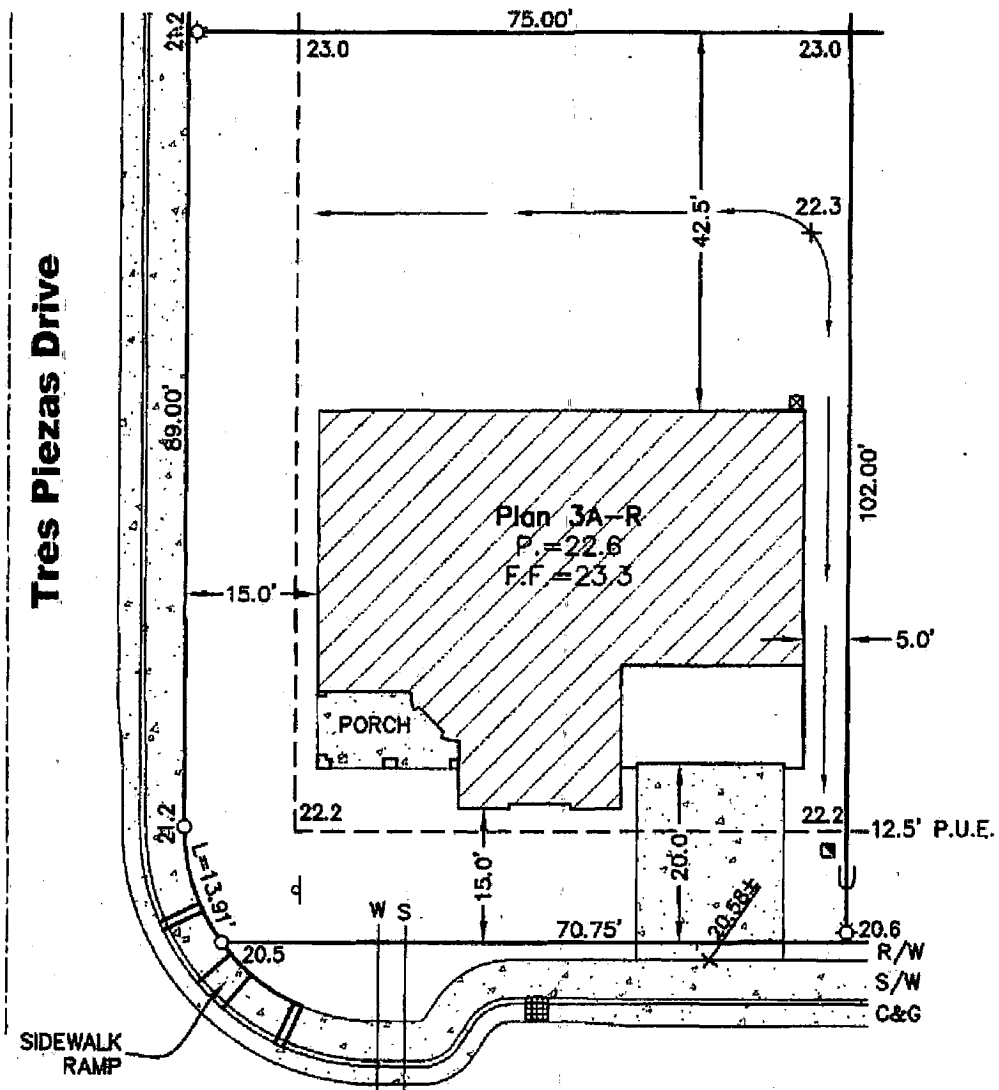 75.00'
21.2
23.0
23.0
22.3
42.5'
Tres Piezas Drive
89.00'
102.00'
Plan 3A-R
P.=22.6
F.F.=23.3
15.0'
5.0'
PORCH
21.2
22.2
22.2
12.5' P.U.E.
L=13.91'
15.0'
20.0'
20.58±
W S
70.75'
20.5
20.6
R/W
S/W
C&G
SIDEWALK
RAMP